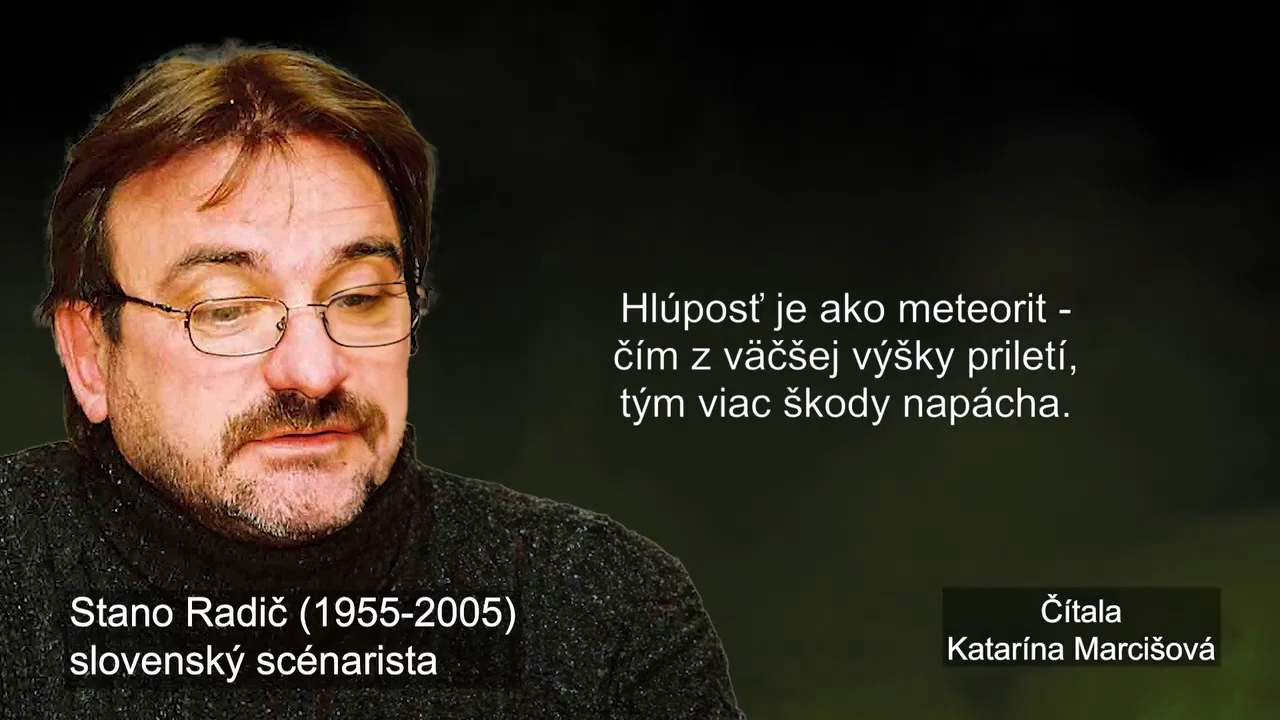 Hlúposť je ako meteorit -
čím z väčšej výšky priletí,
tým viac škody napácha.
Stano Radič (1955-2005)
slovenský scénarista
Čítala
Katarína Marcišová